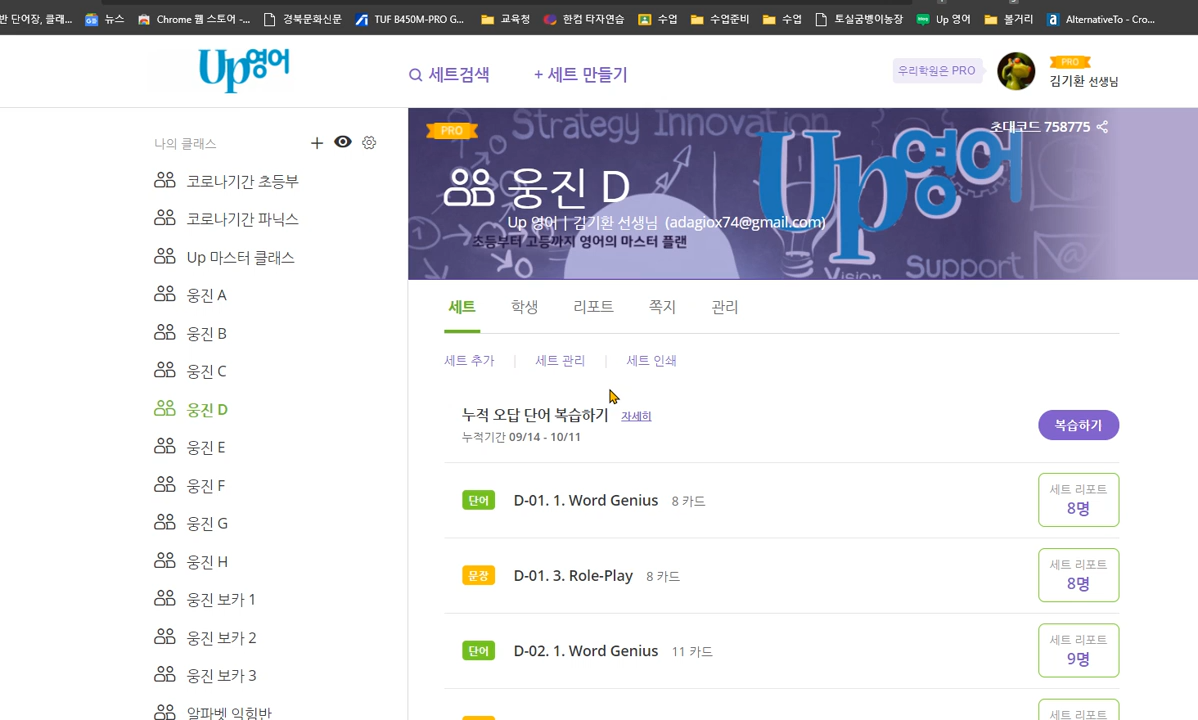 반 단어장, 클래... 뉴스 Chrome 웹 스토어 -... 경북문화신문 TUF B450M-PRO G... 교육청 한컴 타자연습 수업 수업준비 수업 토실굼벵이농장 Up 영어 볼거리 AlternativeTo - Cro...
Up영어
세트검색
+ 세트 만들기
우리학원은 PRO
PRO
김기환 선생님
나의 클래스
코로나기간 초등부
코로나기간 파닉스
Up 마스터 클래스
웅진 A
웅진 B
웅진 C
웅진 D
웅진 E
웅진 F
웅진 G
웅진 H
웅진 보카 1
웅진 보카 2
웅진 보카 3
알파벳 익힘반
PRO
Strategy Innovation
초대코드 758775
웅진 D
Up영어
Up 영어 | 김기환 선생님 (adagiox74@gmail.com)
초등부터 고등까지 영어의 마스터 플랜
Vision
Support
세트 학생 리포트 쪽지 관리
세트 추가 세트 관리 세트 인쇄
누적 오답 단어 복습하기 자세히
누적기간 09/14 - 10/11
복습하기
단어 D-01. 1. Word Genius 8 카드
세트 리포트
8명
문장 D-01. 3. Role-Play 8 카드
세트 리포트
8명
단어 D-02. 1. Word Genius 11 카드
세트 리포트
9명
세트 리포트